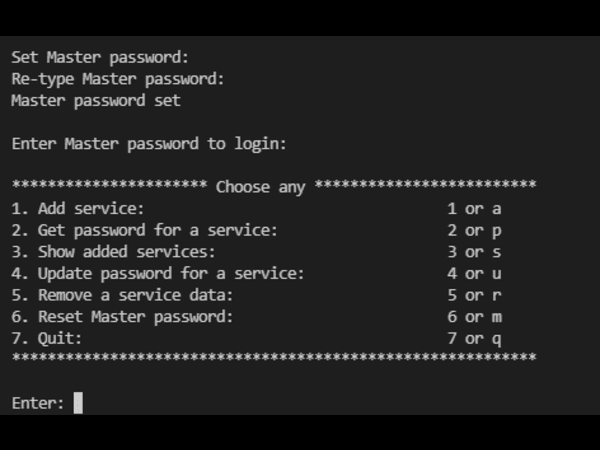 Set Master password:
Re-type Master password:
Master password set
Enter Master password to login:
********************** Choose any *************************
1. Add service: 1 or a
2. Get password for a service: 2 or p
3. Show added services: 3 or s
4. Update password for a service: 4 or u
5. Remove a service data: 5 or r
6. Reset Master password: 6 or m
7. Quit: 7 or q
***********************************************************
Enter: